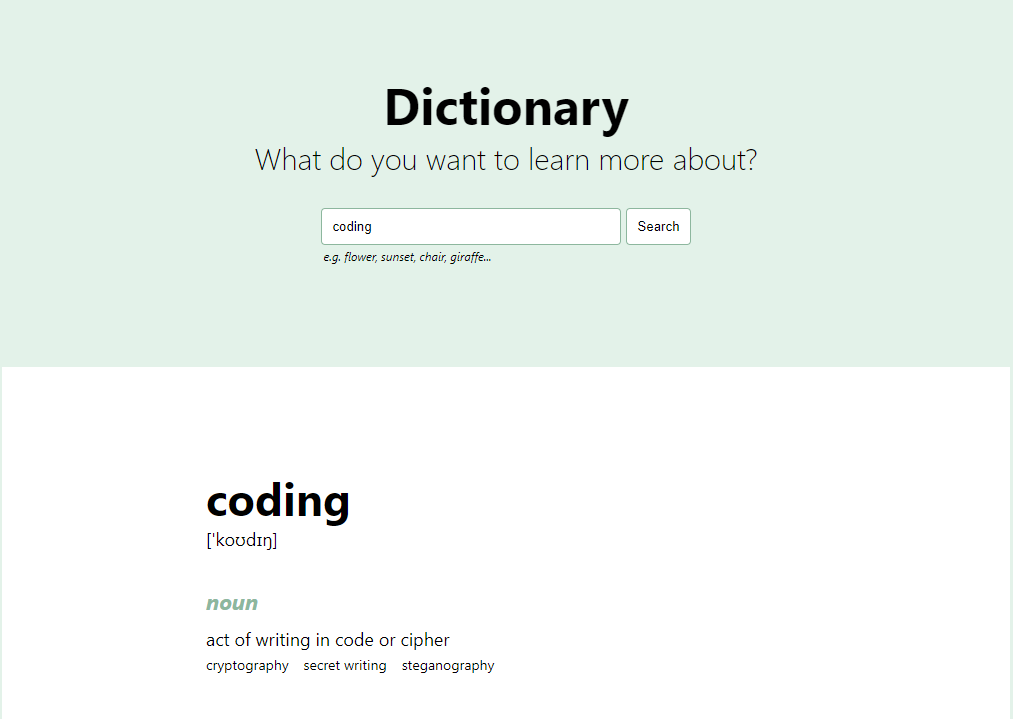 Dictionary
What do you want to learn more about?
coding
Search
e.g. flower, sunset, chair, giraffe...
coding
['koʊdɪŋ]
noun
act of writing in code or cipher
cryptography secret writing steganography